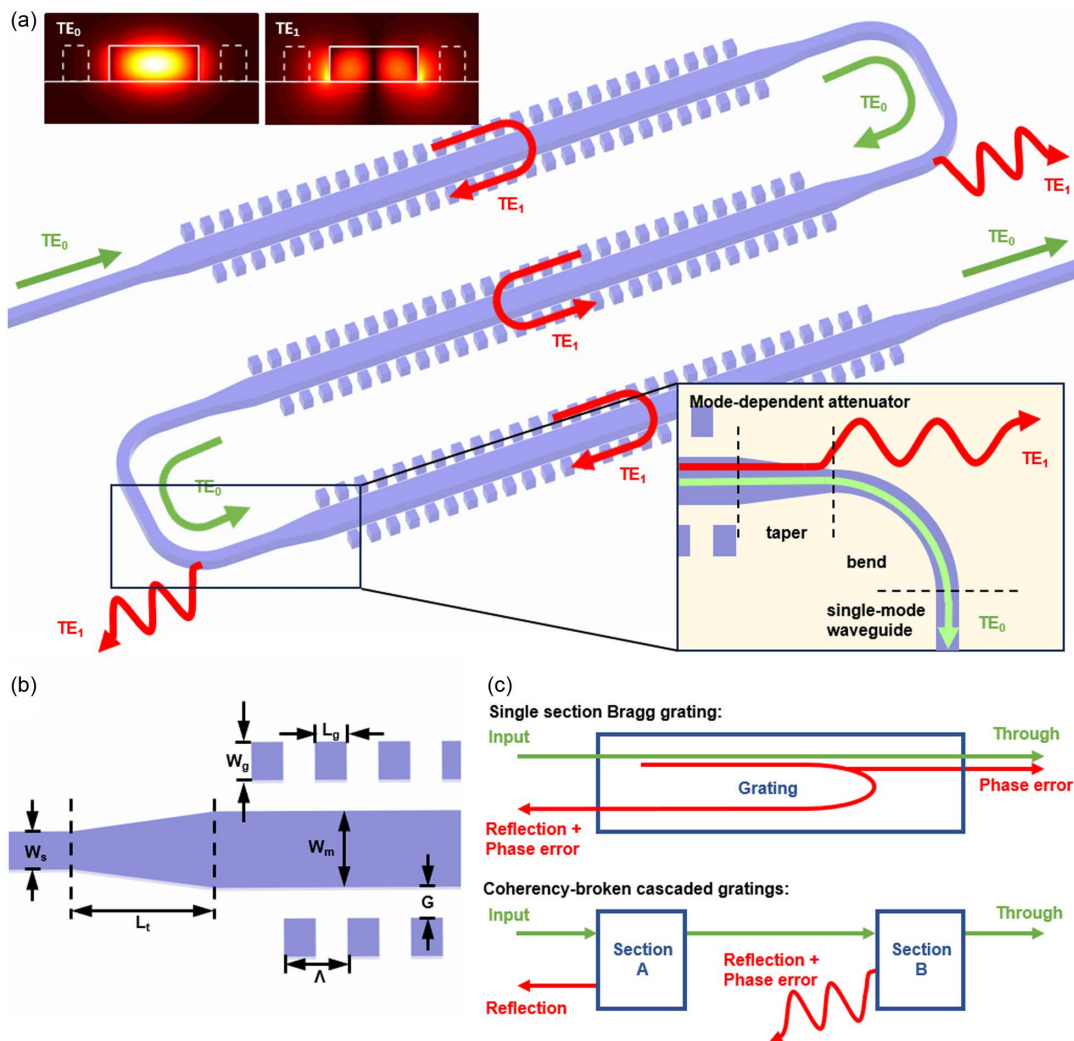 (a)
TE0
TE1
TE0
TE1
TE0
TE1
TE0
TE1
TE0
TE1
TE1
Mode-dependent attenuator
TE1
taper
bend
single-mode
waveguide
TE0
(b)
Lg
Wg
Ws
Wm
G
Lt
Λ
(c)
Single section Bragg grating:
Input
Through
Grating
Phase error
Reflection +
Phase error
Coherency-broken cascaded gratings:
Input
Through
Section
A
Reflection +
Phase error
Section
B
Reflection